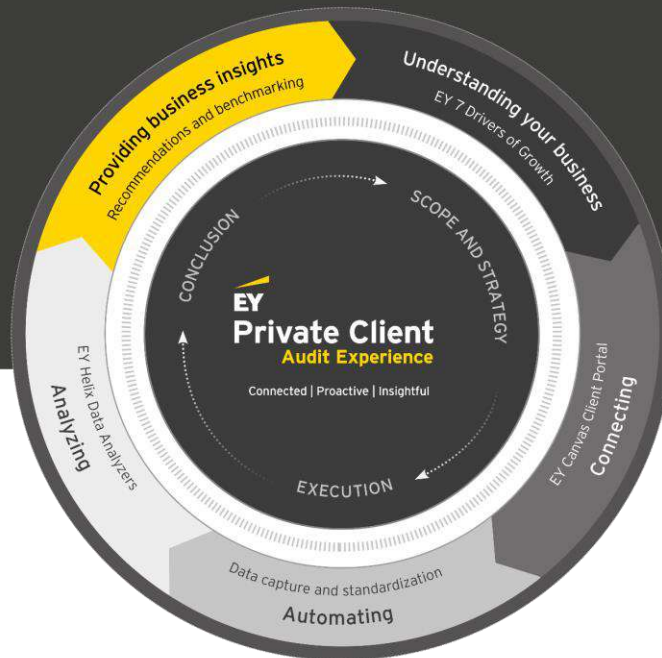 Providing business insights
Recommendations and benchmarking
Understanding your business
EY 7 Drivers of Growth
CONCLUSION
SCOPE AND STRATEGY
EY
Private Client
Audit Experience
Connected | Proactive | Insightful
EY Helix Data Analyzers
Analyzing
EY Canvas Client Portal
Connecting
EXECUTION
Data capture and standardization
Automating